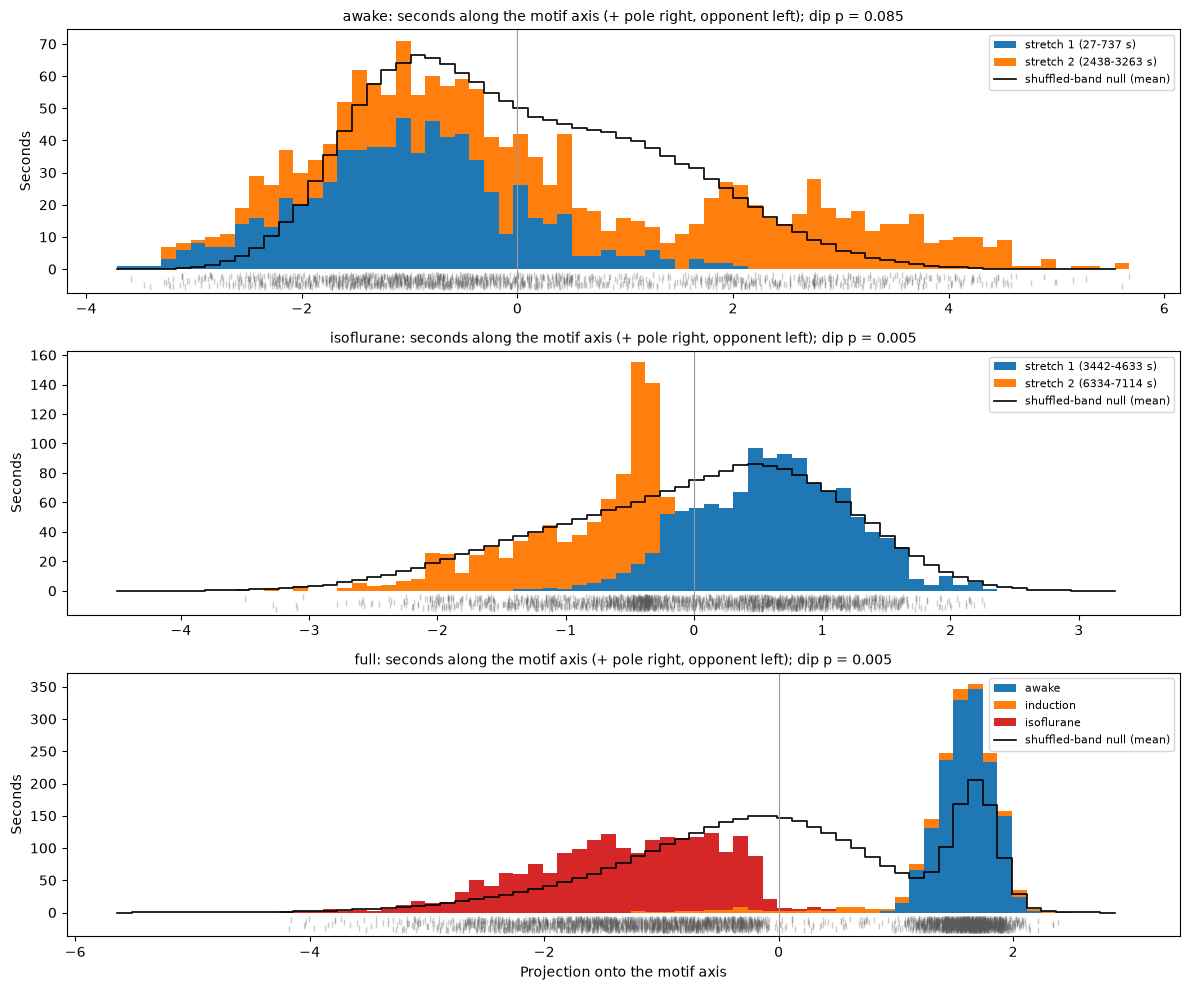 awake: seconds along the motif axis (+ pole right, opponent left); dip p = 0.085
70
60
50
40
30
20
10
0
Seconds
stretch 1 (27-737 s)
stretch 2 (2438-3263 s)
shuffled-band null (mean)
−4 −2 0 2 4 6
isoflurane: seconds along the motif axis (+ pole right, opponent left); dip p = 0.005
160
140
120
100
80
60
40
20
0
Seconds
stretch 1 (3442-4633 s)
stretch 2 (6334-7114 s)
shuffled-band null (mean)
−4 −3 −2 −1 0 1 2 3
full: seconds along the motif axis (+ pole right, opponent left); dip p = 0.005
350
300
250
200
150
100
50
0
Seconds
awake
induction
isoflurane
shuffled-band null (mean)
−6 −4 −2 0 2
Projection onto the motif axis